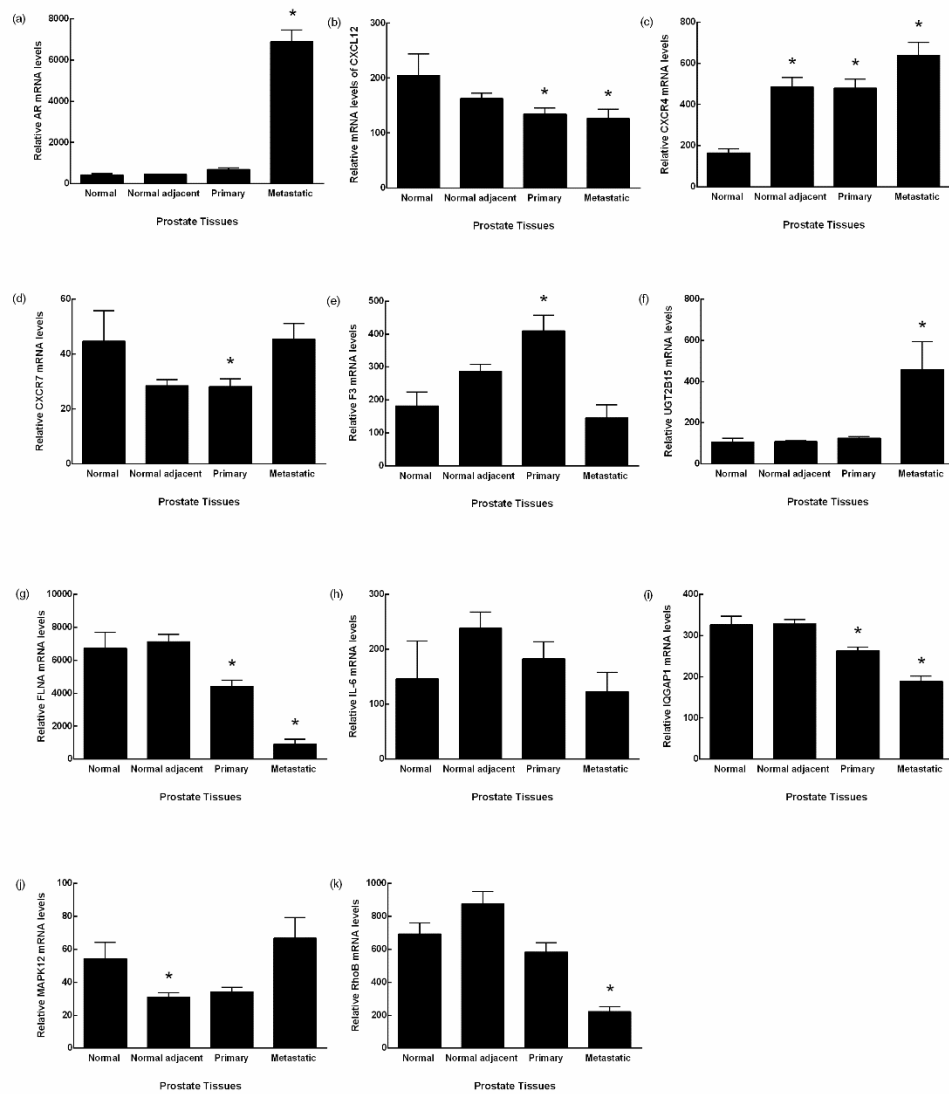 (a)
Relative AR mRNA levels
8000
6000
4000
2000
0
*
Normal Normal adjacent Primary Metastatic
Prostate Tissues
(b)
Relative mRNA levels of CXCL12
300
200
100
0
* *
Normal Normal adjacent Primary Metastatic
Prostate Tissues
(c)
Relative CXCR4 mRNA levels
800
600
400
200
0
* * *
Normal Normal adjacent Primary Metastatic
Prostate Tissues
(d)
Relative CXCR7 mRNA levels
60
40
20
0
*
Normal Normal adjacent Primary Metastatic
Prostate Tissues
(e)
Relative F3 mRNA levels
500
400
300
200
100
0
*
Normal Normal adjacent Primary Metastatic
Prostate Tissues
(f)
Relative UGT2B15 mRNA levels
800
600
400
200
0
*
Normal Normal adjacent Primary Metastatic
Prostate Tissues
(g)
Relative FLNA mRNA levels
10000
8000
6000
4000
2000
0
* *
Normal Normal adjacent Primary Metastatic
Prostate Tissues
(h)
Relative IL-6 mRNA levels
300
200
100
0
Normal Normal adjacent Primary Metastatic
Prostate Tissues
(i)
Relative IQGAP1 mRNA levels
400
300
200
100
0
* *
Normal Normal adjacent Primary Metastatic
Prostate Tissues
(j)
Relative MAPK12 mRNA levels
100
80
60
40
20
0
*
Normal Normal adjacent Primary Metastatic
Prostate Tissues
(k)
Relative RhoB mRNA levels
1000
800
600
400
200
0
*
Normal Normal adjacent Primary Metastatic
Prostate Tissues